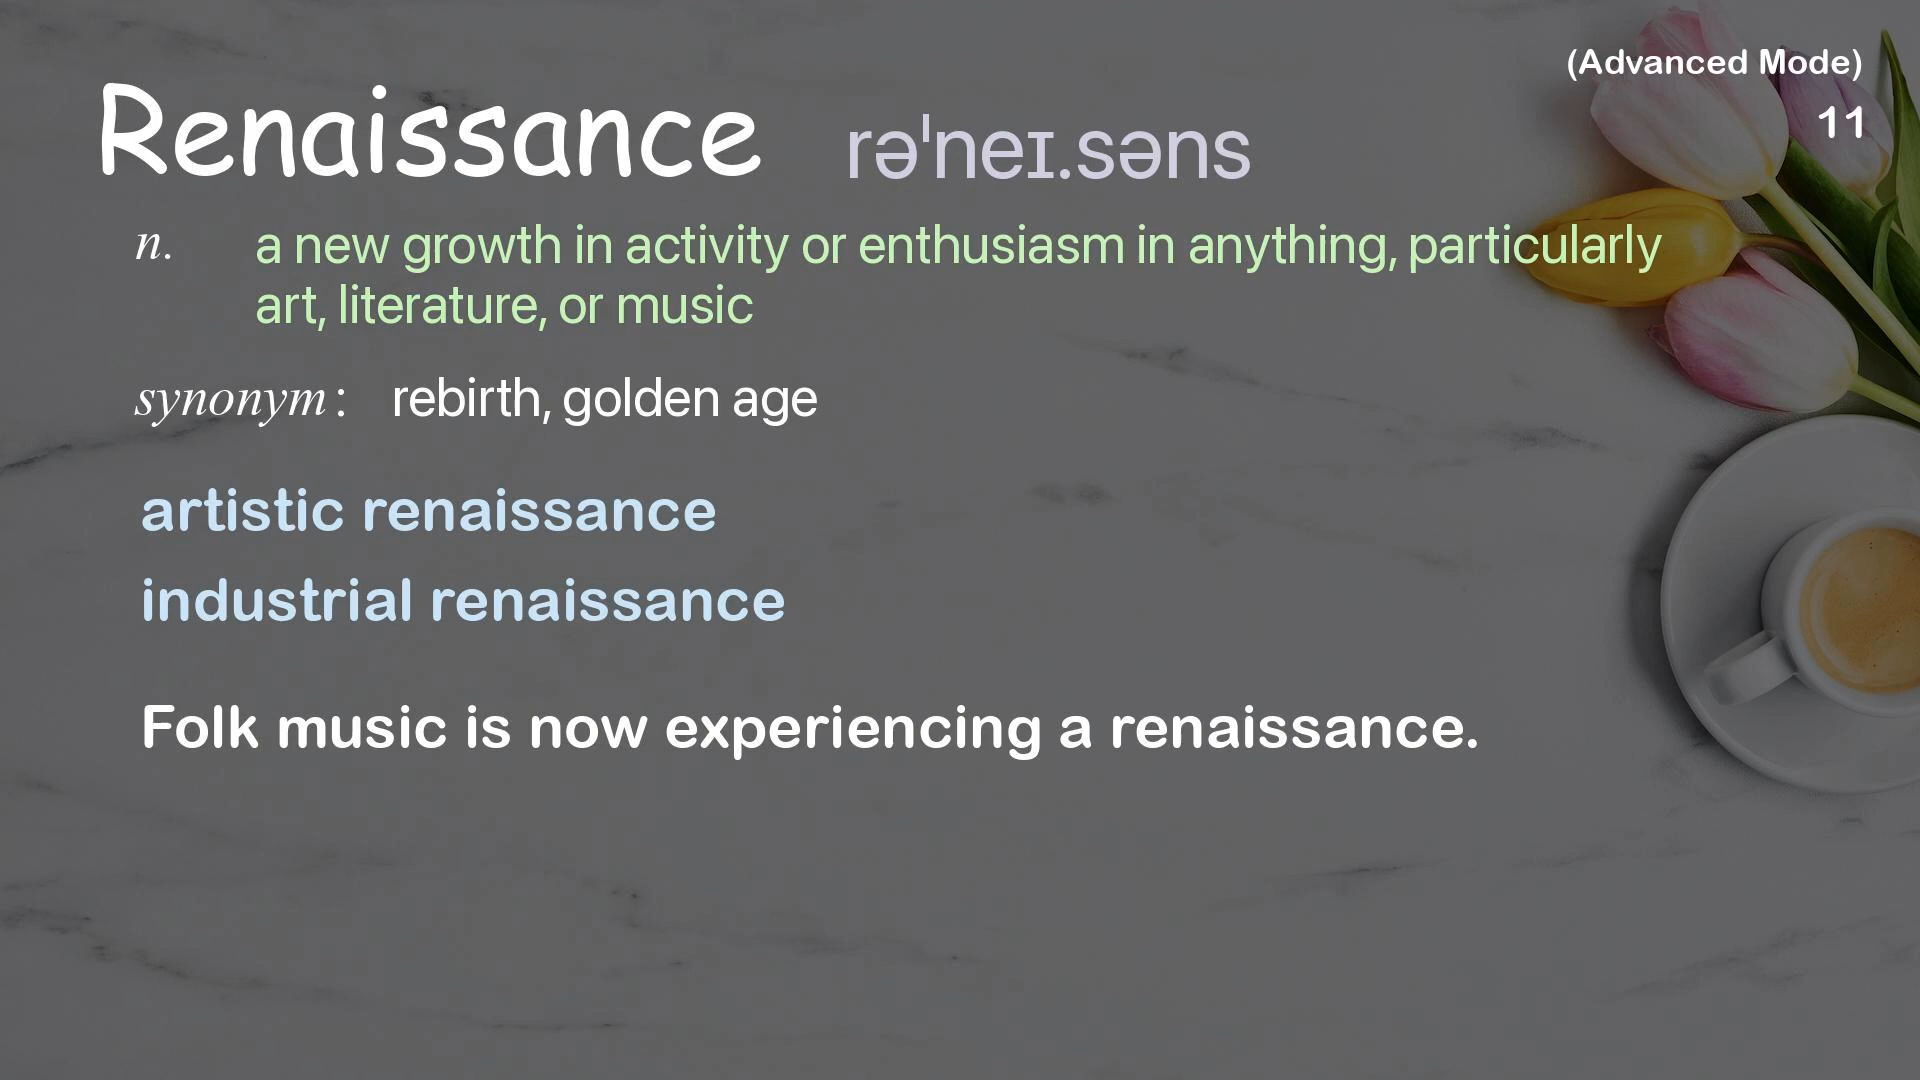 (Advanced Mode)
11
Renaissance rəˈneɪ.səns
n. a new growth in activity or enthusiasm in anything, particularly
art, literature, or music
synonym: rebirth, golden age
artistic renaissance
industrial renaissance
Folk music is now experiencing a renaissance.